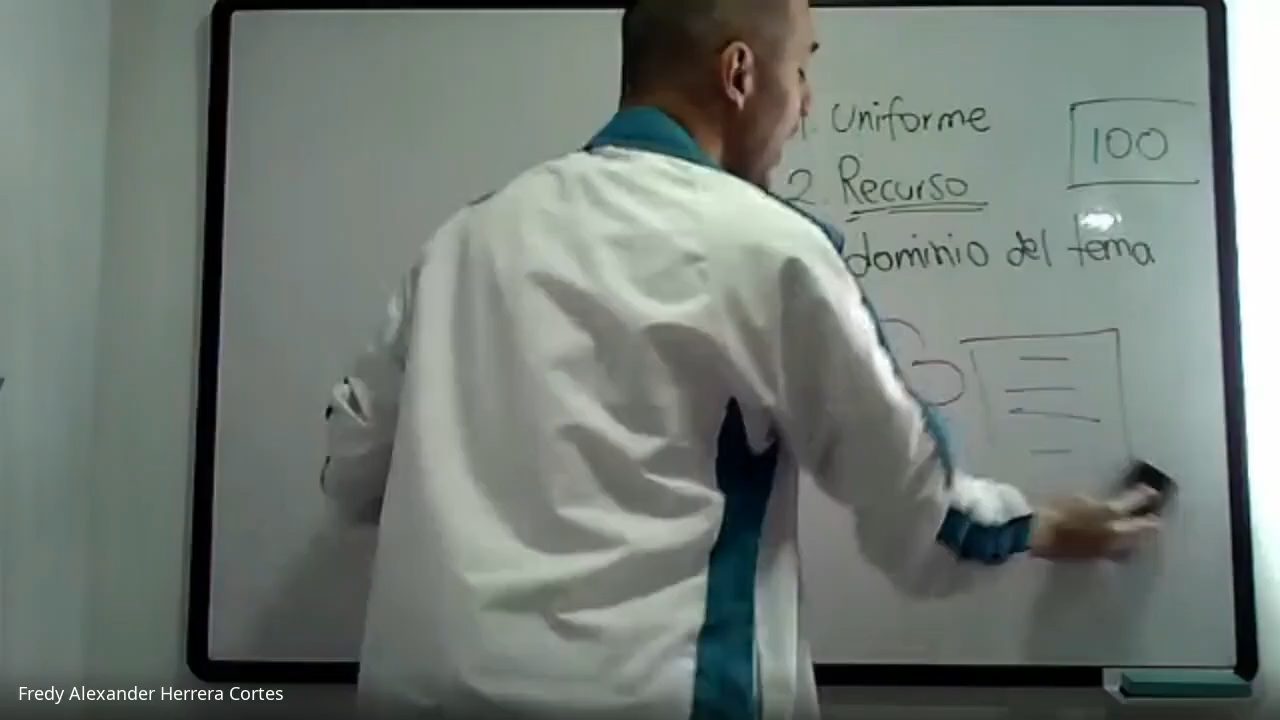 1. Uniforme
100
2. Recurso
dominio del tema
Fredy Alexander Herrera Cortes